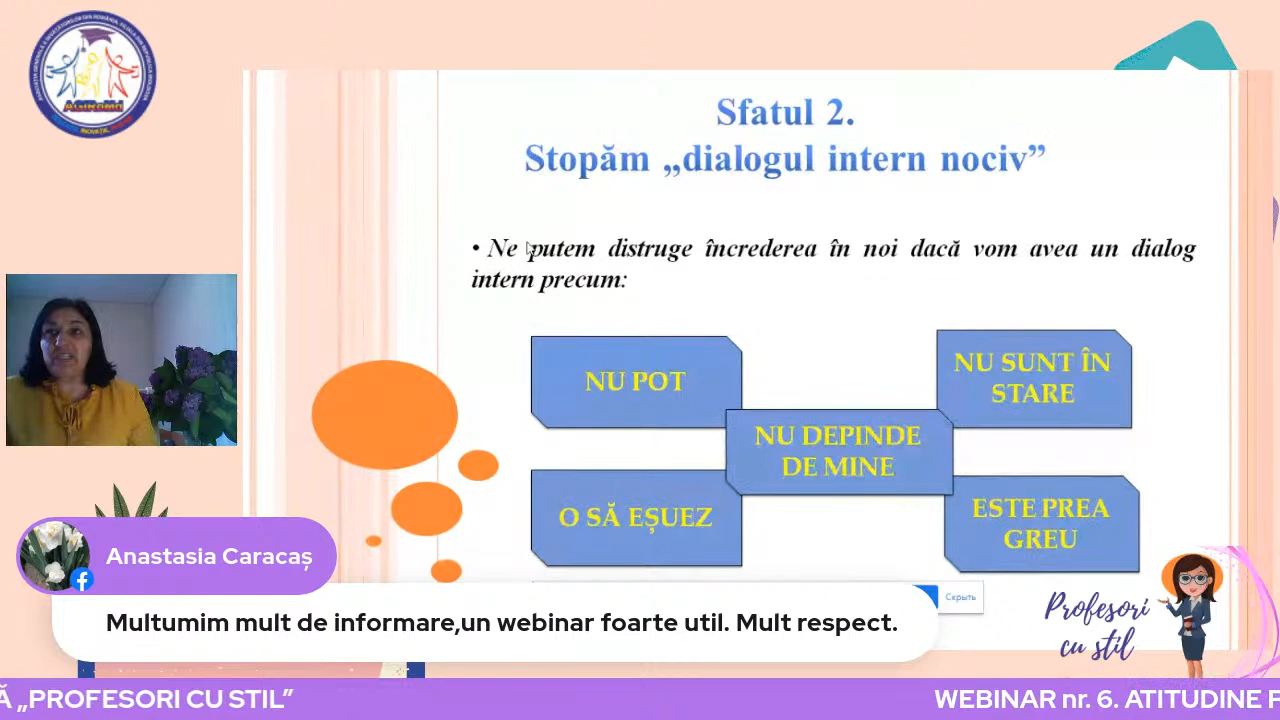 Sfatul 2.
Stopăm „dialogul intern nociv”
• Ne putem distruge încrederea în noi dacă vom avea un dialog
intern precum:
NU POT
NU SUNT ÎN
STARE
NU DEPINDE
DE MINE
O SĂ EȘUEZ
ESTE PREA
GREU
Скрыть
Anastasia Caracaș
Multumim mult de informare,un webinar foarte util. Mult respect.
Profesori
cu stil
Ă „PROFESORI CU STIL”
WEBINAR nr. 6. ATITUDINE P